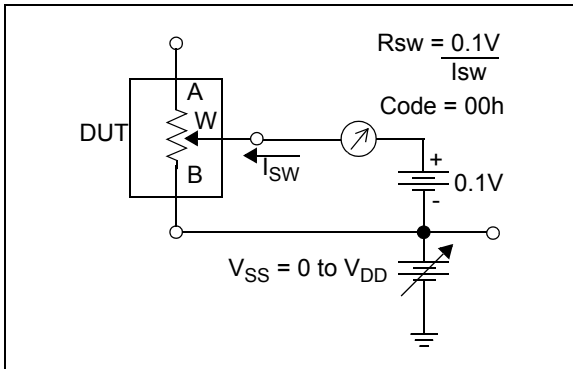 Rsw = 0.1V
Isw
Code = 00h
A
W
DUT
B
ISW
+
0.1V
-
VSS = 0 to VDD